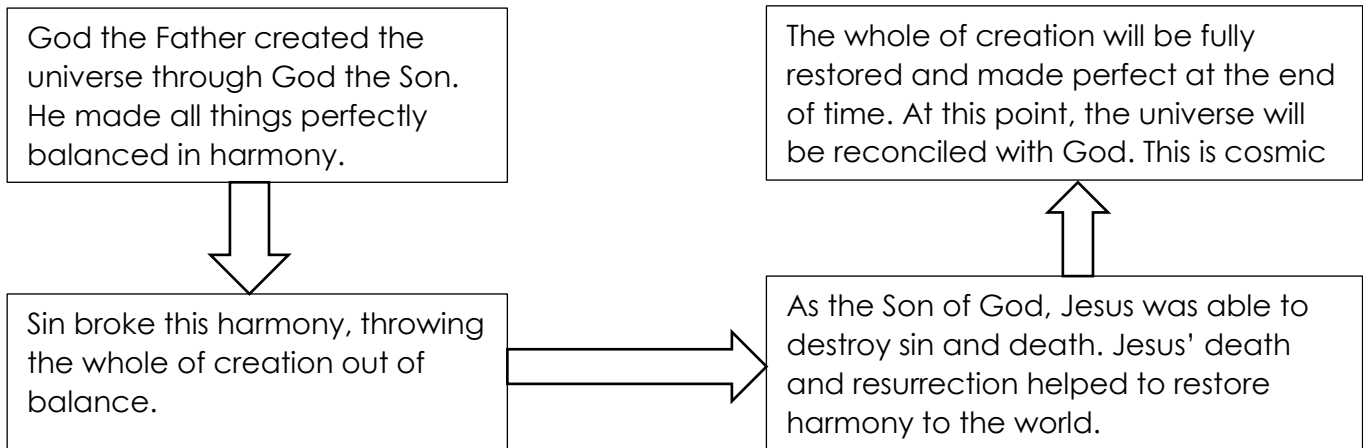 God the Father created the
universe through God the Son.
He made all things perfectly
balanced in harmony.
Sin broke this harmony, throwing
the whole of creation out of
balance.
As the Son of God, Jesus was able to
destroy sin and death. Jesus’ death
and resurrection helped to restore
harmony to the world.
The whole of creation will be fully
restored and made perfect at the end
of time. At this point, the universe will
be reconciled with God. This is cosmic